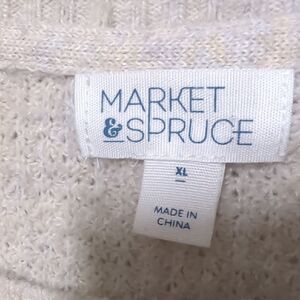 MARKET
&SPRUCE
XL
MADE IN
CHINA